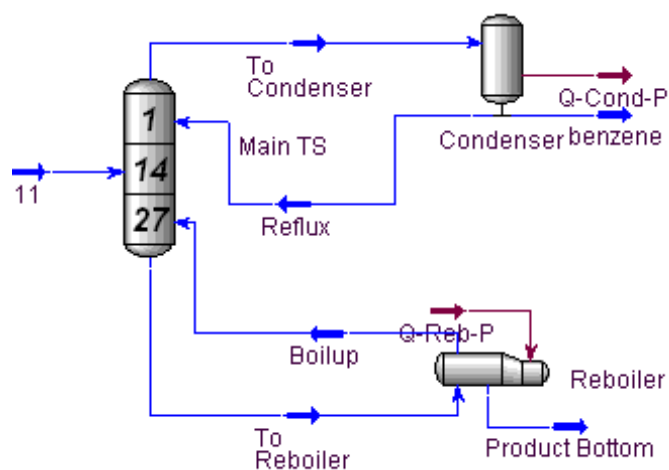 To
Condenser
Q-Cond-P
Condenser
benzene
1
Main TS
14
11
27
Reflux
Q-Reb-P
Boilup
Reboiler
To
Reboiler
Product Bottom